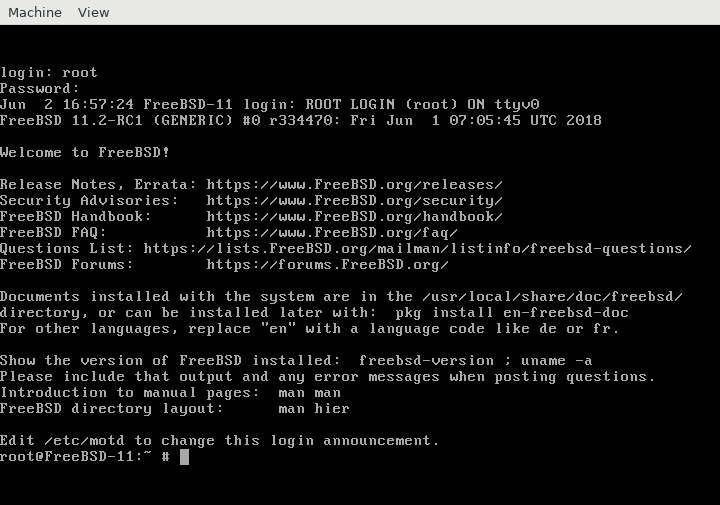 Machine View
login: root
Password:
Jun  2 16:57:24 FreeBSD-11 login: ROOT LOGIN (root) ON ttyv0
FreeBSD 11.2-RC1 (GENERIC) #0 r334470: Fri Jun  1 07:05:45 UTC 2018
Welcome to FreeBSD!
Release Notes, Errata: https://www.FreeBSD.org/releases/
Security Advisories:   https://www.FreeBSD.org/security/
FreeBSD Handbook:      https://www.FreeBSD.org/handbook/
FreeBSD FAQ:           https://www.FreeBSD.org/faq/
Questions List: https://lists.FreeBSD.org/mailman/listinfo/freebsd-questions/
FreeBSD Forums:        https://forums.FreeBSD.org/
Documents installed with the system are in the /usr/local/share/doc/freebsd/
directory, or can be installed later with:  pkg install en-freebsd-doc
For other languages, replace "en" with a language code like de or fr.
Show the version of FreeBSD installed:  freebsd-version ; uname -a
Please include that output and any error messages when posting questions.
Introduction to manual pages:  man man
FreeBSD directory layout:      man hier
Edit /etc/motd to change this login announcement.
root@FreeBSD-11:~ #